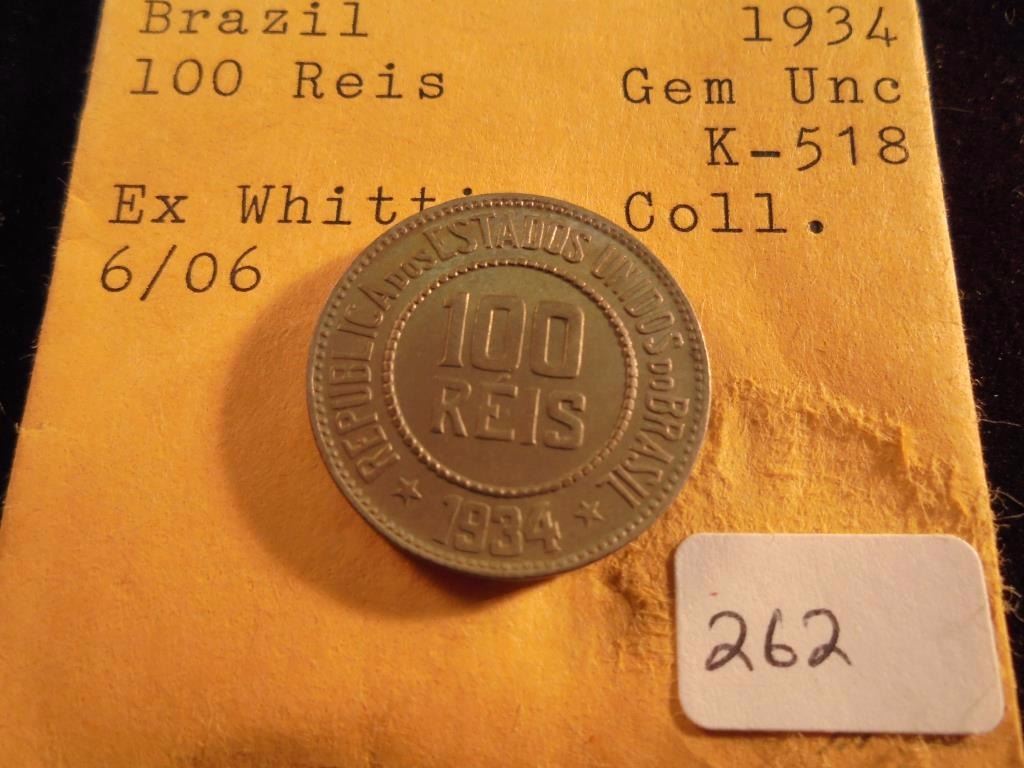 Brazil 1934
100 Reis Gem Unc
K-518
Ex Coll.
6/06
REPUBLICA DOS ESTADOS UNIDOS DO BRASIL
100
RÉIS
★ 1934 ★
262